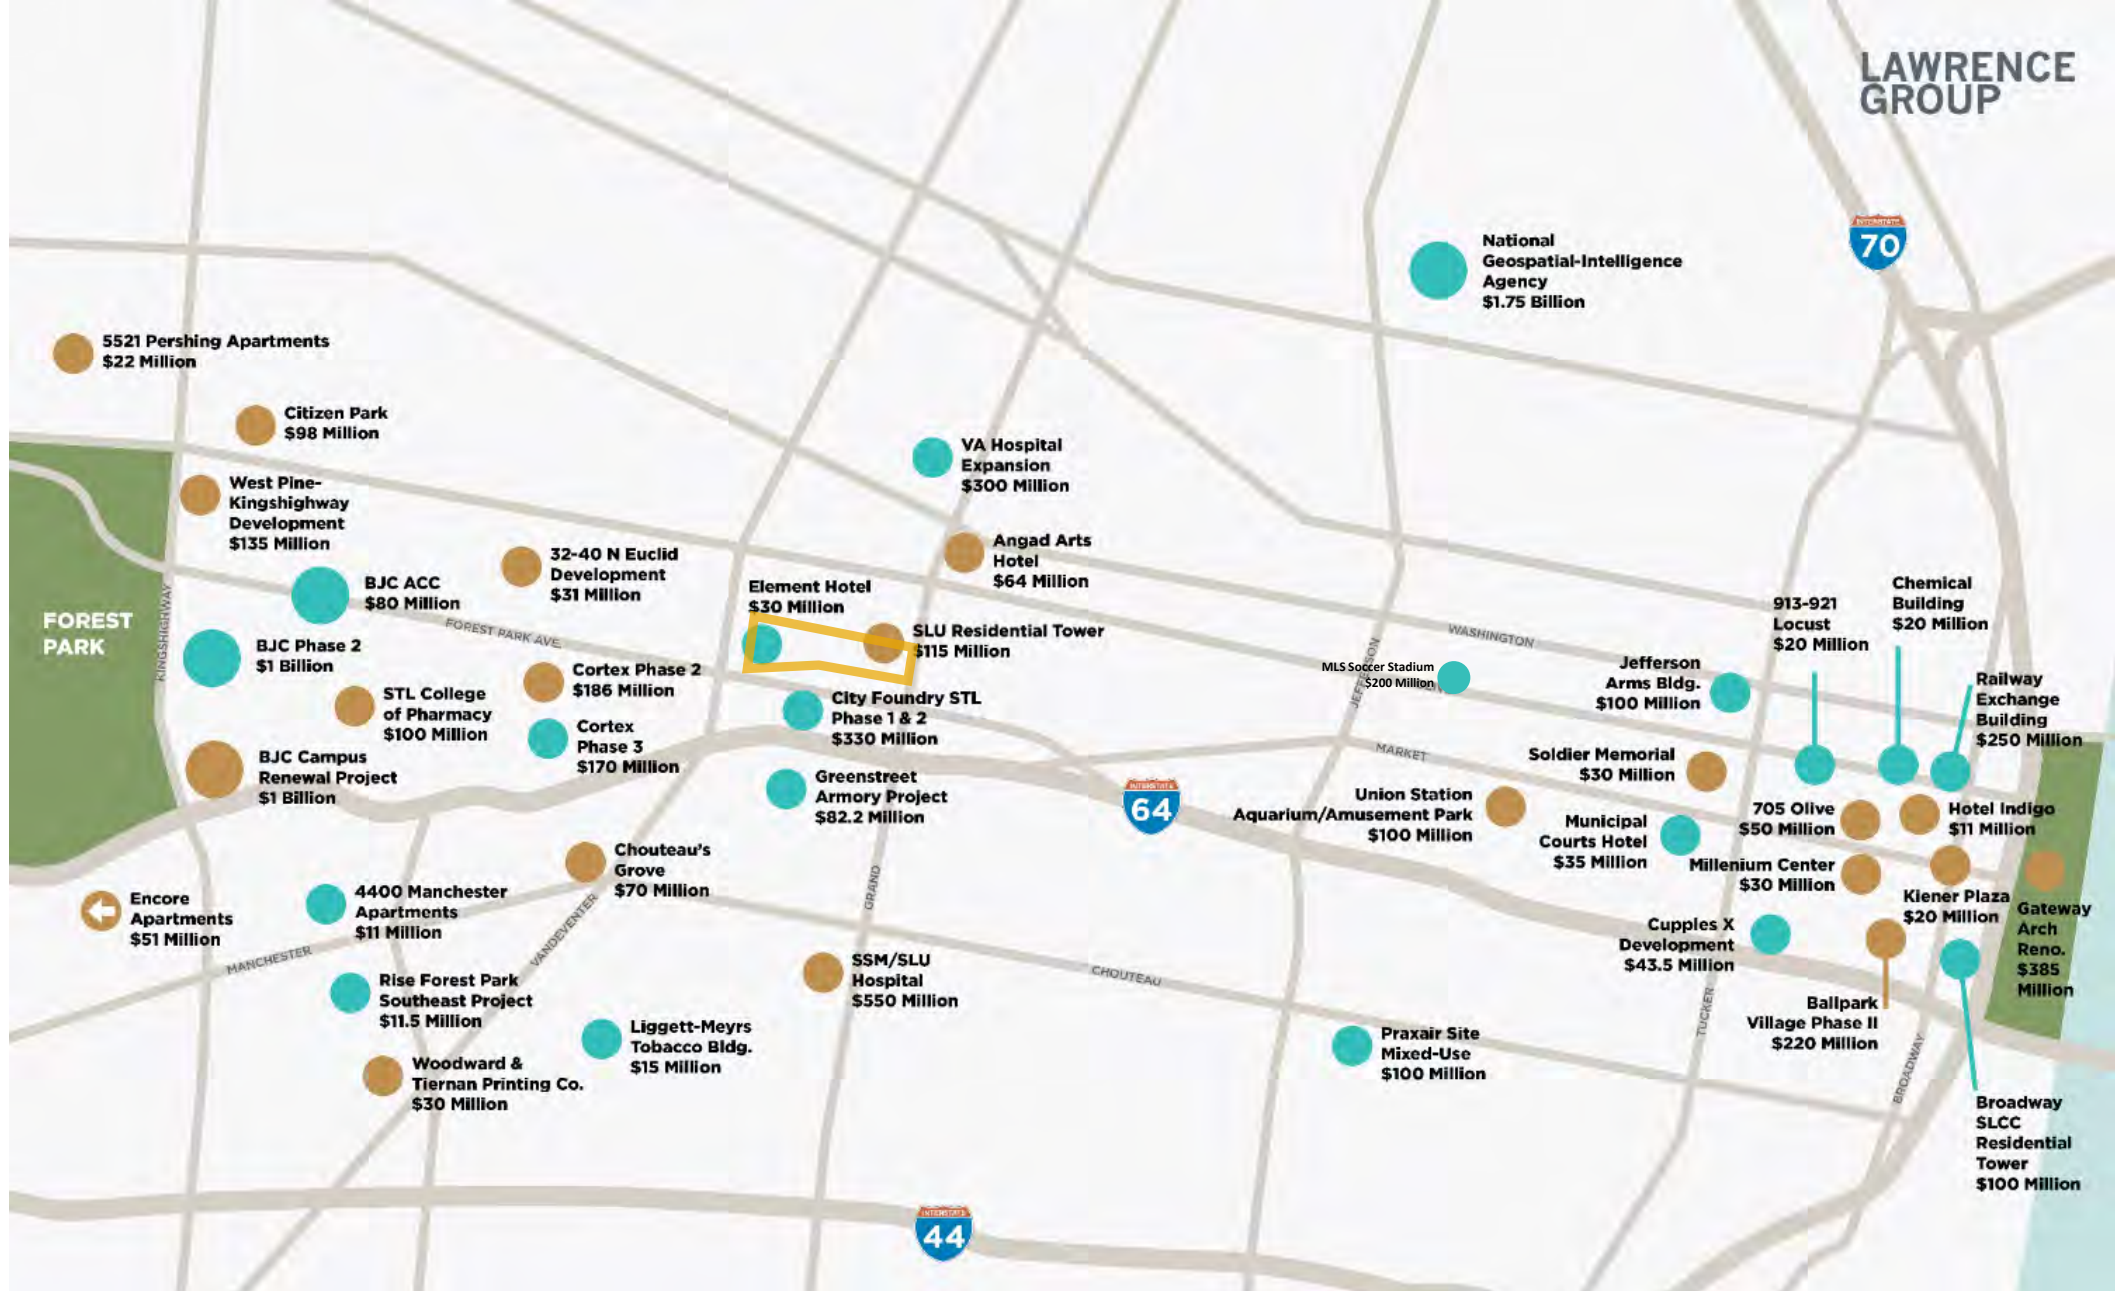 LAWRENCE
GROUP
INTERSTATE
70
National
Geospatial-Intelligence
Agency
$1.75 Billion
5521 Pershing Apartments
$22 Million
Citizen Park
$98 Million
VA Hospital
Expansion
$300 Million
West Pine-
Kingshighway
Development
$135 Million
Angad Arts
Hotel
$64 Million
32-40 N Euclid
Development
$31 Million
BJC ACC
$80 Million
Element Hotel
$30 Million
Chemical
Building
$20 Million
913-921
Locust
$20 Million
FOREST
PARK
KINGSHIGHWAY
FOREST PARK AVE.
SLU Residential Tower
$115 Million
WASHINGTON
BJC Phase 2
$1 Billion
Cortex Phase 2
$186 Million
JEFFERSON
MLS Soccer Stadium
$200 Million
Jefferson
Arms Bldg.
$100 Million
Railway
Exchange
Building
$250 Million
STL College
of Pharmacy
$100 Million
City Foundry STL
Phase 1 & 2
$330 Million
Cortex
Phase 3
$170 Million
MARKET
Soldier Memorial
$30 Million
BJC Campus
Renewal Project
$1 Billion
Greenstreet
Armory Project
$82.2 Million
INTERSTATE
64
Union Station
Aquarium/Amusement Park
$100 Million
705 Olive
$50 Million
Hotel Indigo
$11 Million
Municipal
Courts Hotel
$35 Million
Chouteau's
Grove
$70 Million
Millenium Center
$30 Million
Kiener Plaza
$20 Million
GRAND
Encore
Apartments
$51 Million
4400 Manchester
Apartments
$11 Million
VANDEVENTER
MANCHESTER
Gateway
Arch
Reno.
$385
Million
Cupples X
Development
$43.5 Million
SSM/SLU
Hospital
$550 Million
CHOUTEAU
Rise Forest Park
Southeast Project
$11.5 Million
TUCKER
Ballpark
Village Phase II
$220 Million
Liggett-Meyrs
Tobacco Bldg.
$15 Million
Praxair Site
Mixed-Use
$100 Million
BROADWAY
Woodward &
Tiernan Printing Co.
$30 Million
Broadway
SLCC
Residential
Tower
$100 Million
INTERSTATE
44